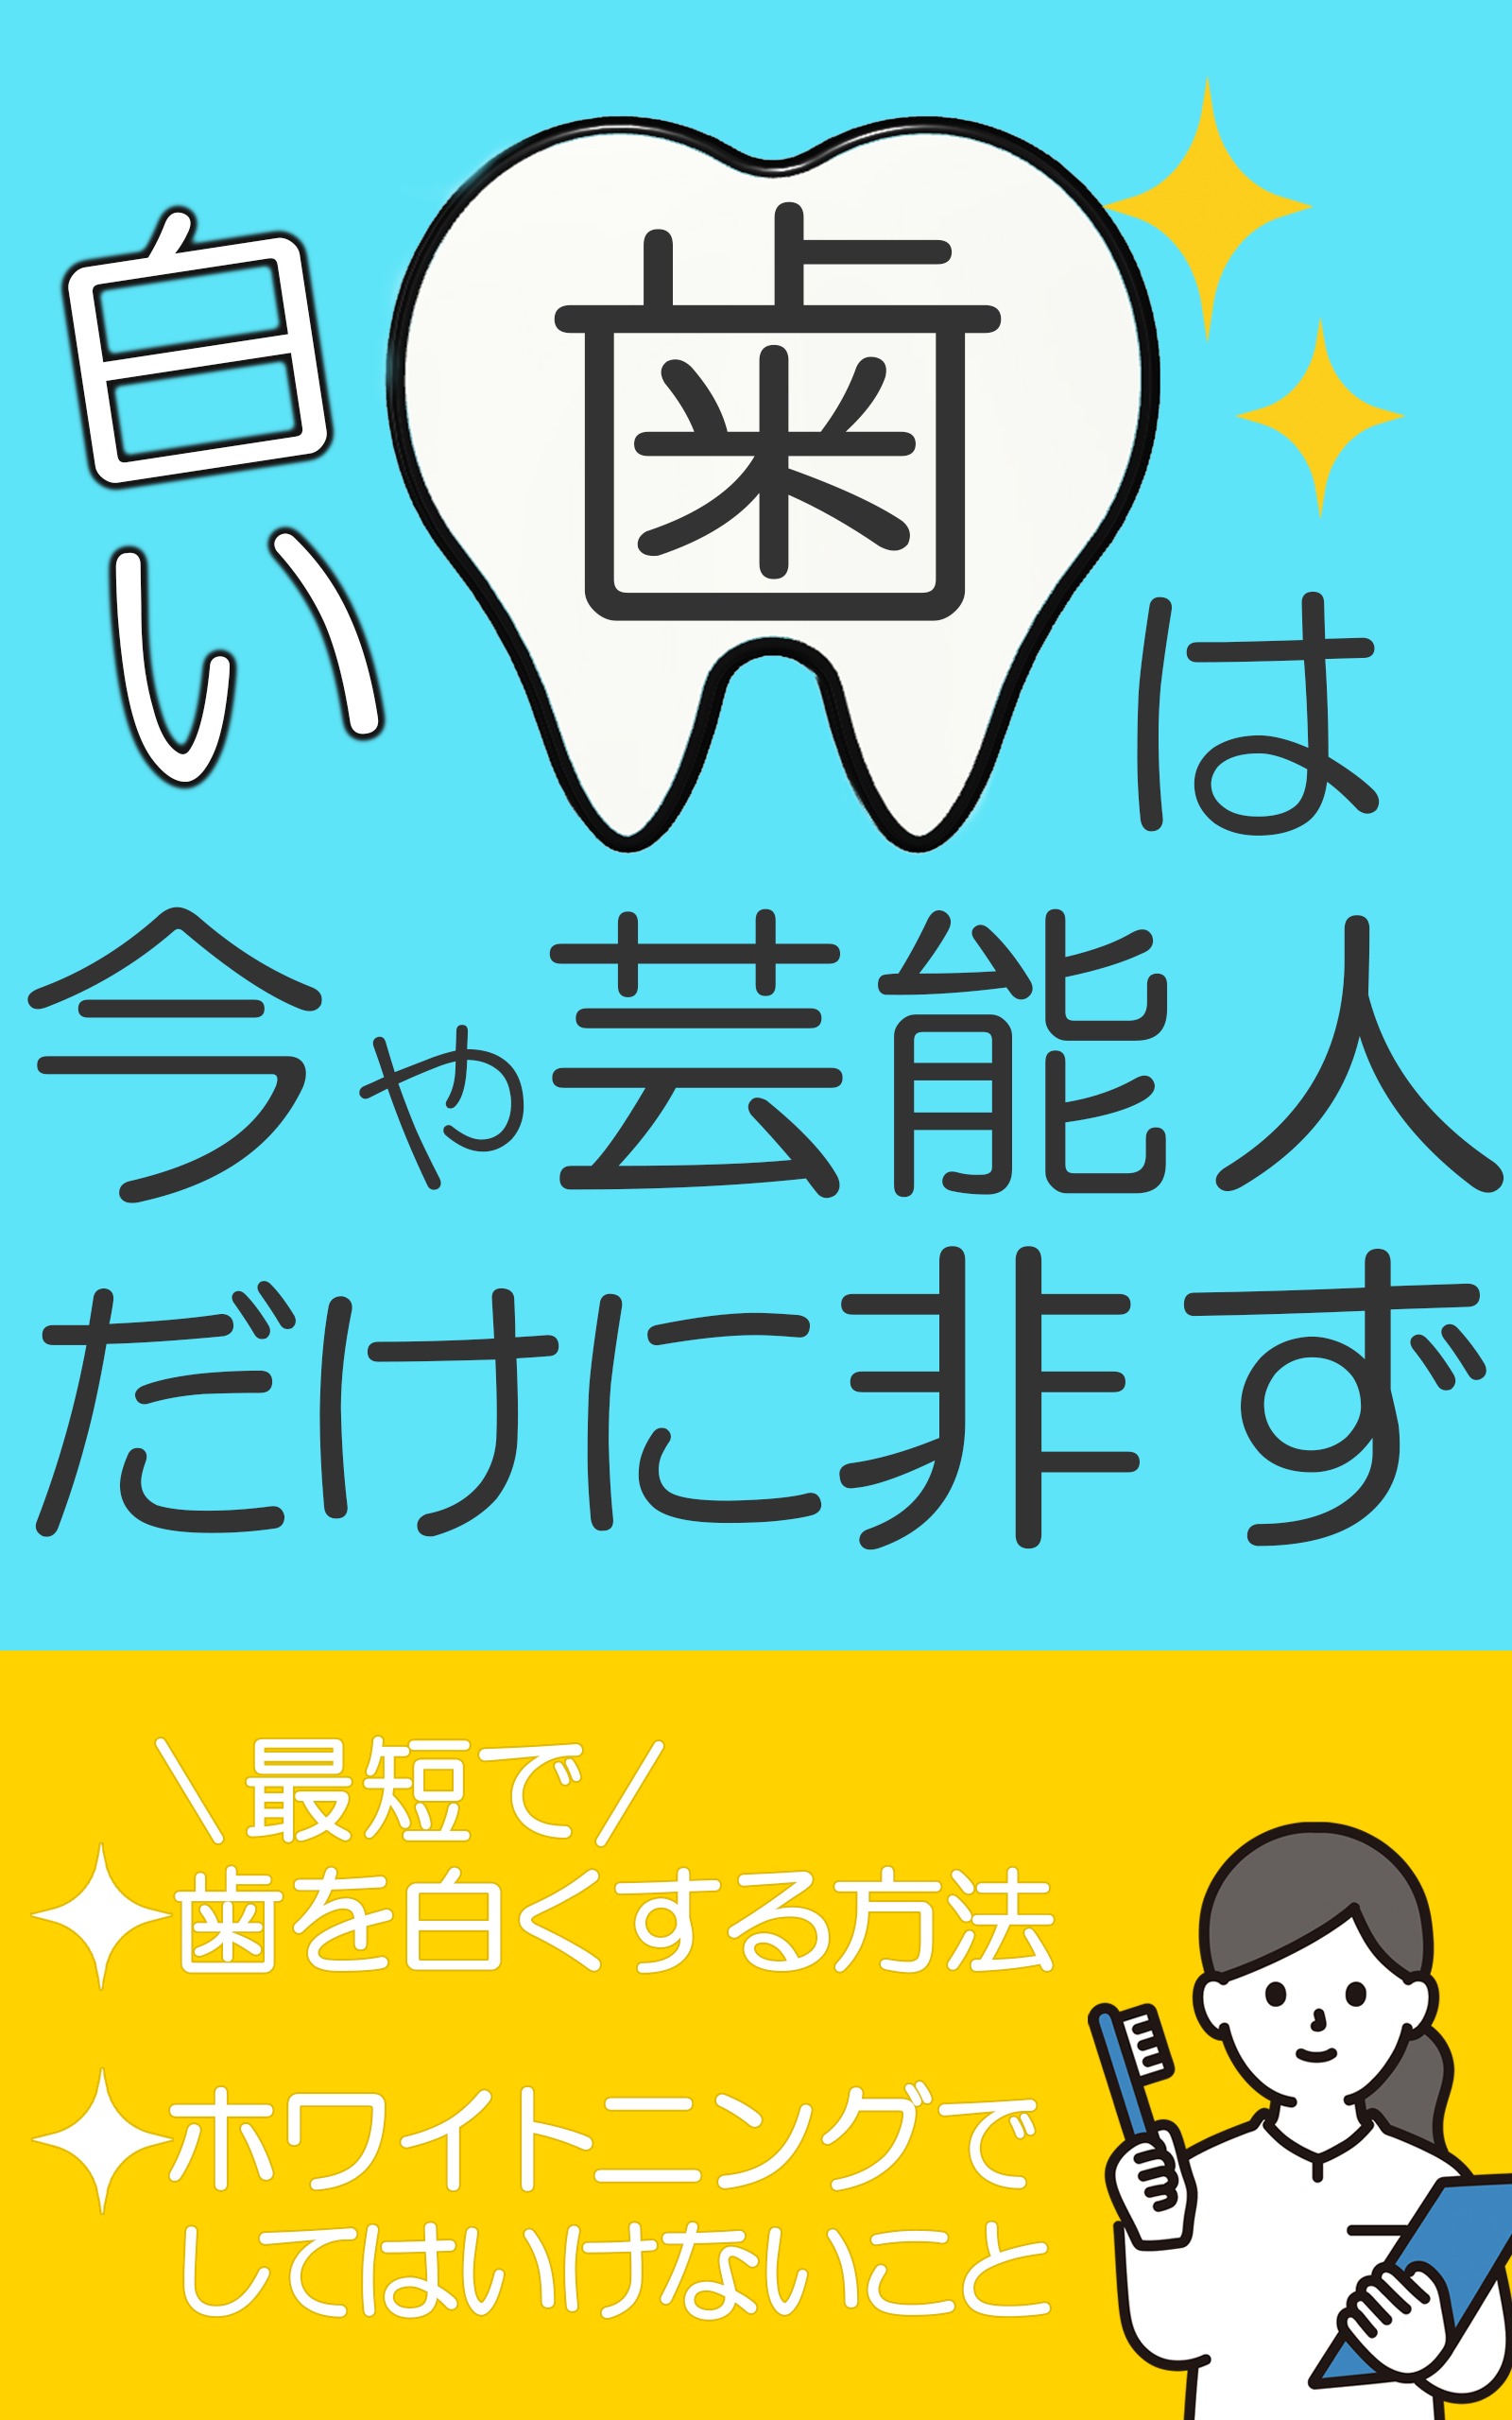 白い歯は
今や芸能人
だけに非ず
\最短で/
歯を白くする方法
ホワイトニングで
してはいけないこと